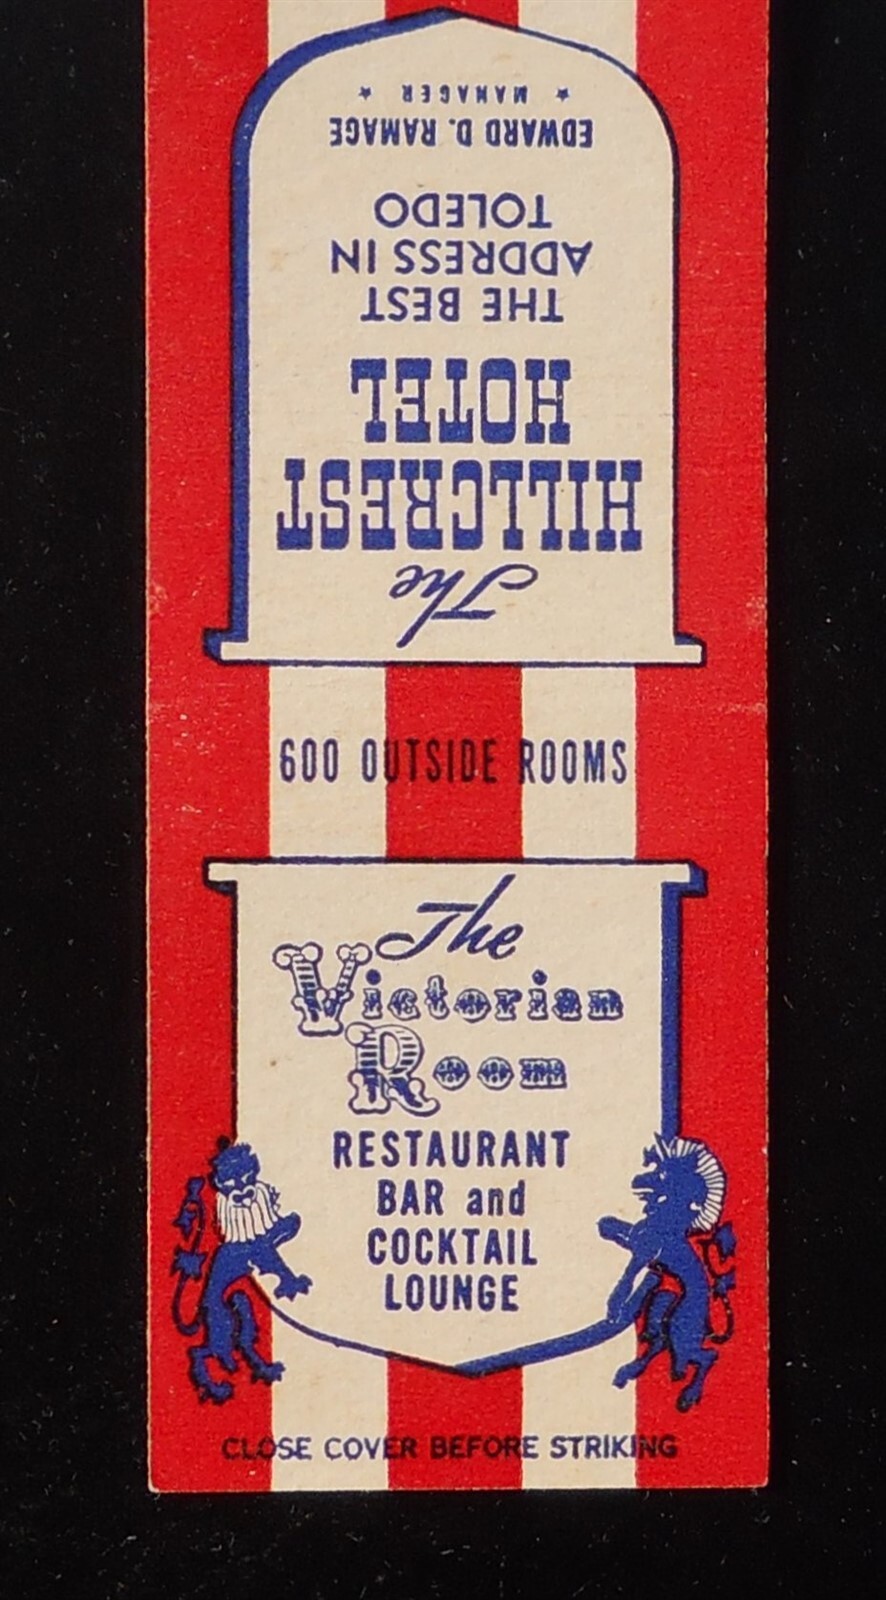 The
HILLCREST
HOTEL
THE BEST
ADDRESS IN
TOLEDO
EDWARD D. RAMAGE
★ MANAGER ★
600 OUTSIDE ROOMS
The
Victorian
Room
RESTAURANT
BAR and
COCKTAIL
LOUNGE
CLOSE COVER BEFORE STRIKING